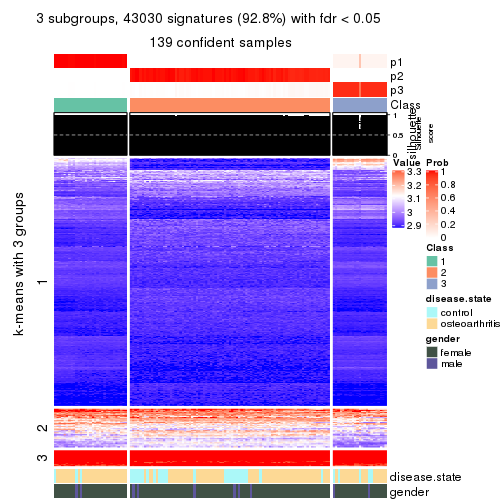 3 subgroups, 43030 signatures (92.8%) with fdr < 0.05
139 confident samples
p1
p2
p3
Class
1
0.5
0
silhouette
silhouette
score
k-means with 3 groups
1
2
3
Value
3.3
3.2
3.1
3
2.9
Prob
1
0.8
0.6
0.4
0.2
0
Class
1
2
3
disease.state
control
osteoarthritis
gender
female
male
disease.state
gender